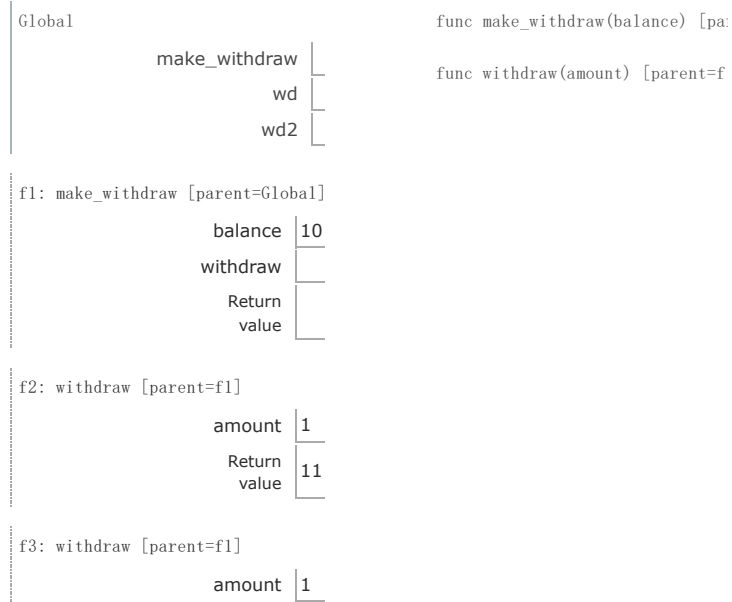 Global
make_withdraw
wd
wd2
func make_withdraw(balance) [pa
func withdraw(amount) [parent=f
f1: make_withdraw [parent=Global]
balance 10
withdraw
Return
value
f2: withdraw [parent=f1]
amount 1
Return
value 11
f3: withdraw [parent=f1]
amount 1